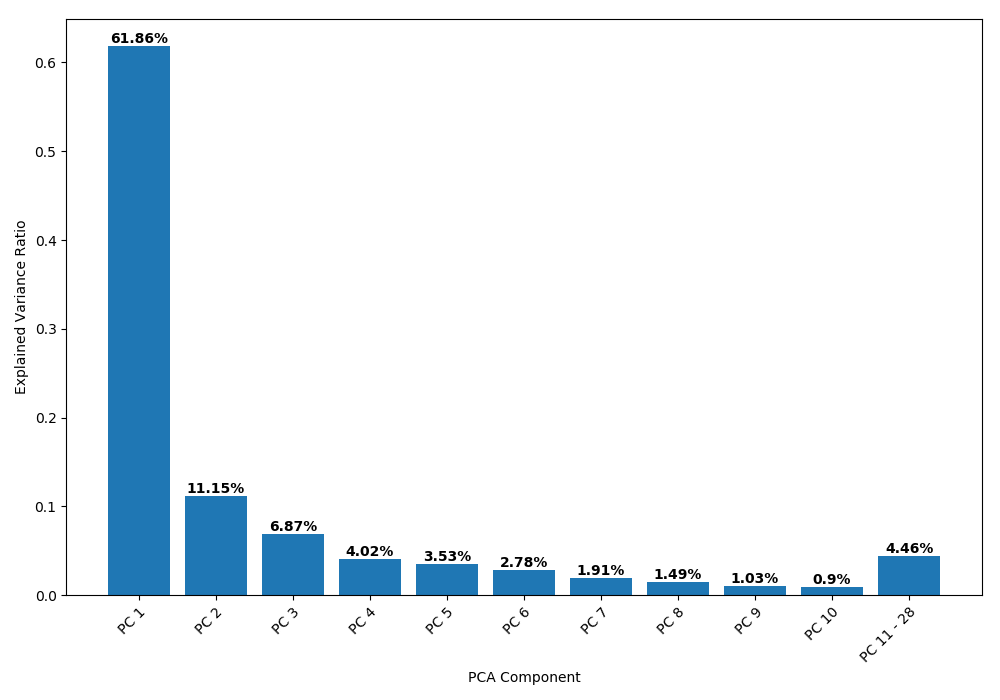 61.86%
0.6
0.5
0.4
0.3
0.2
0.1
0.0
Explained Variance Ratio
11.15%
6.87%
4.02%
3.53%
2.78%
1.91%
1.49%
1.03%
0.9%
4.46%
PC 1
PC 2
PC 3
PC 4
PC 5
PC 6
PC 7
PC 8
PC 9
PC 10
PC 11 - 28
PCA Component